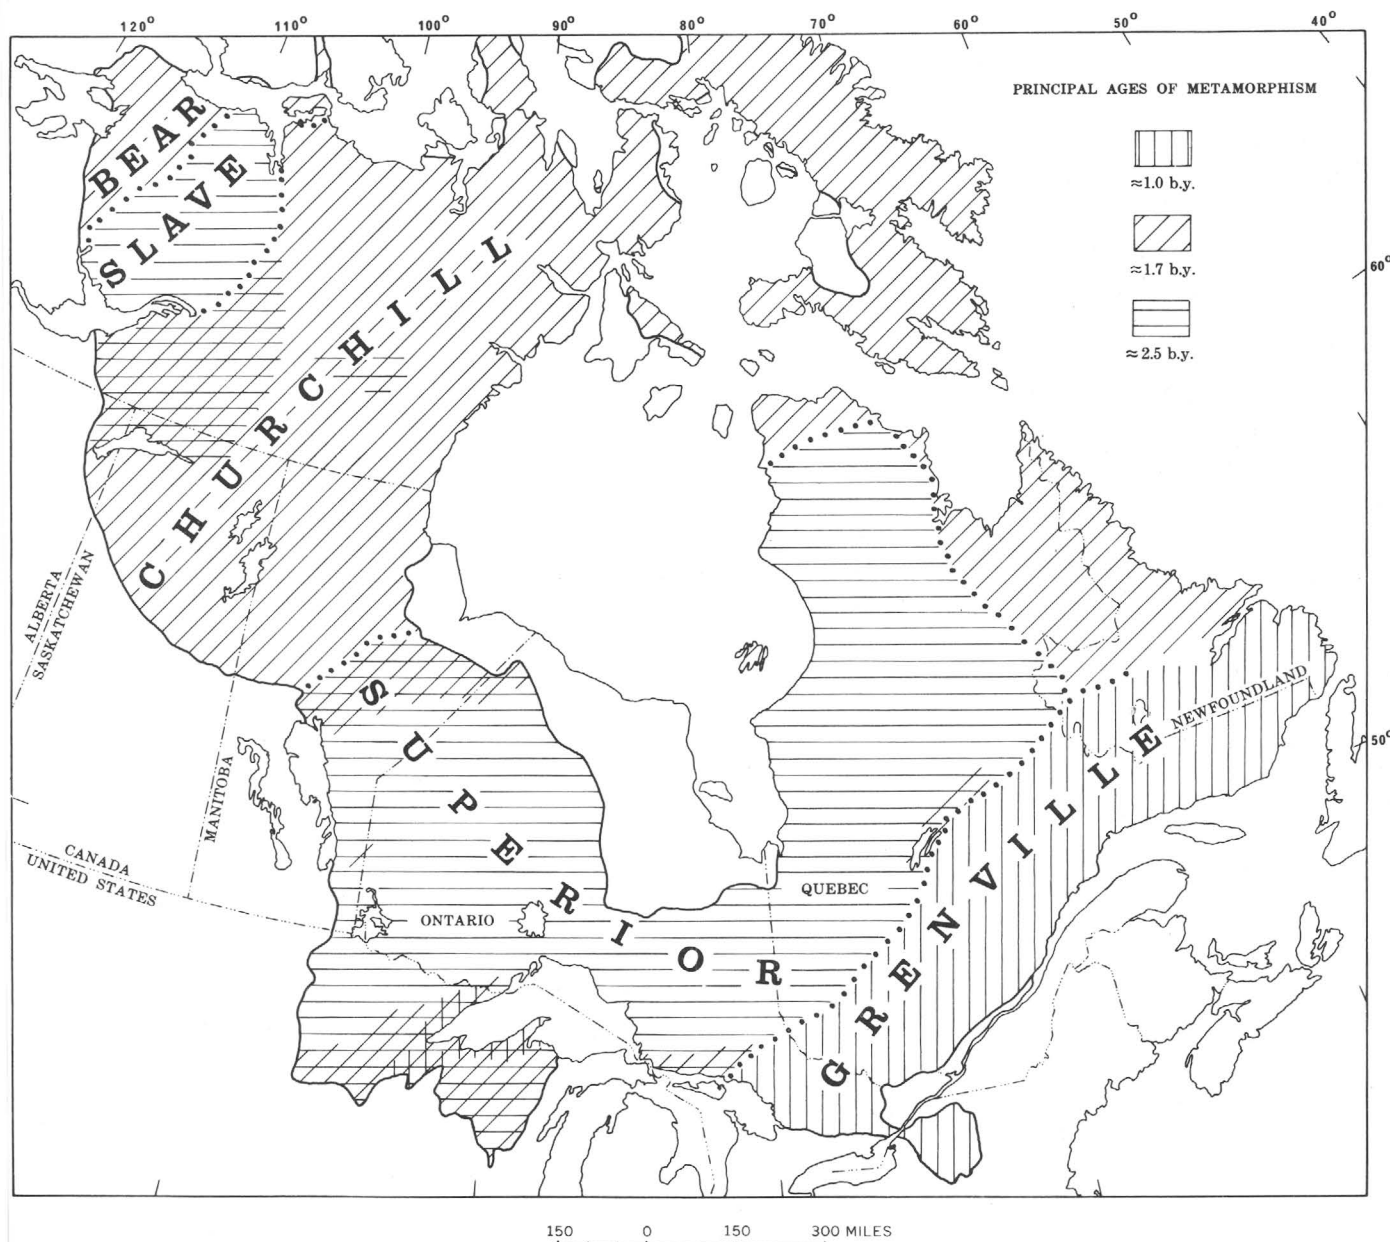 120° 110° 100° 90° 80° 70° 60° 50° 40°
PRINCIPAL AGES OF METAMORPHISM
≈1.0 b.y.
≈1.7 b.y.
≈2.5 b.y.
60°
50°
BEAR
SLAVE
CHURCHILL
SUPERIOR
GRENVILLE
ALBERTA
SASKATCHEWAN
MANITOBA
CANADA
UNITED STATES
ONTARIO
QUEBEC
NEWFOUNDLAND
150 0 150 300 MILES